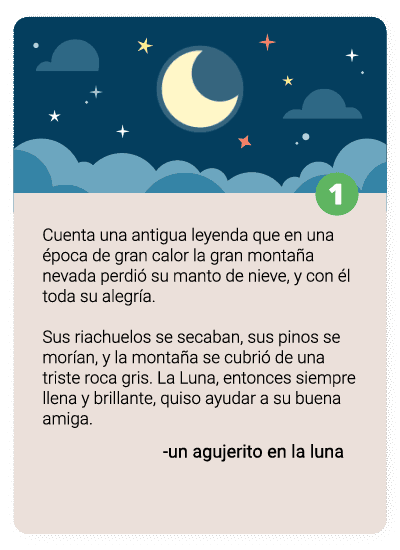 1
Cuenta una antigua leyenda que en una
época de gran calor la gran montaña
nevada perdió su manto de nieve, y con él
toda su alegría.
Sus riachuelos se secaban, sus pinos se
morían, y la montaña se cubrió de una
triste roca gris. La Luna, entonces siempre
llena y brillante, quiso ayudar a su buena
amiga.
-un agujerito en la luna